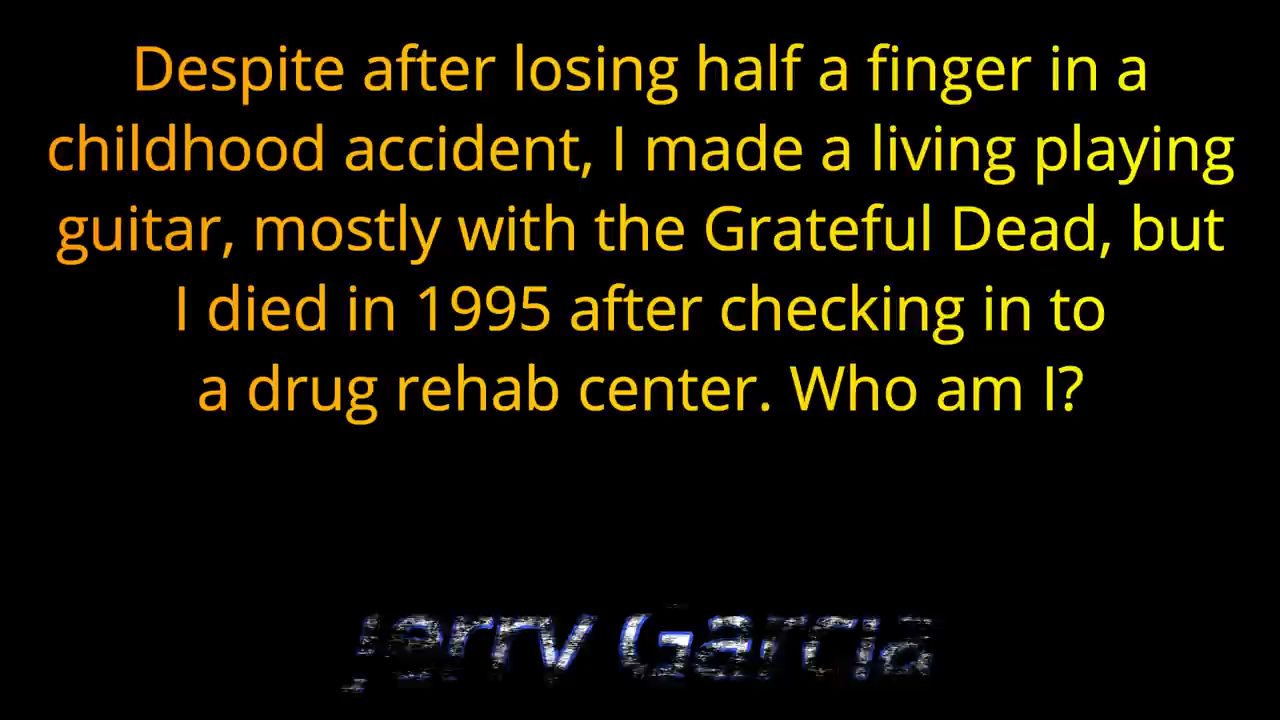 Despite after losing half a finger in a
childhood accident, I made a living playing
guitar, mostly with the Grateful Dead, but
I died in 1995 after checking in to
a drug rehab center. Who am I?
Jerry Garcia